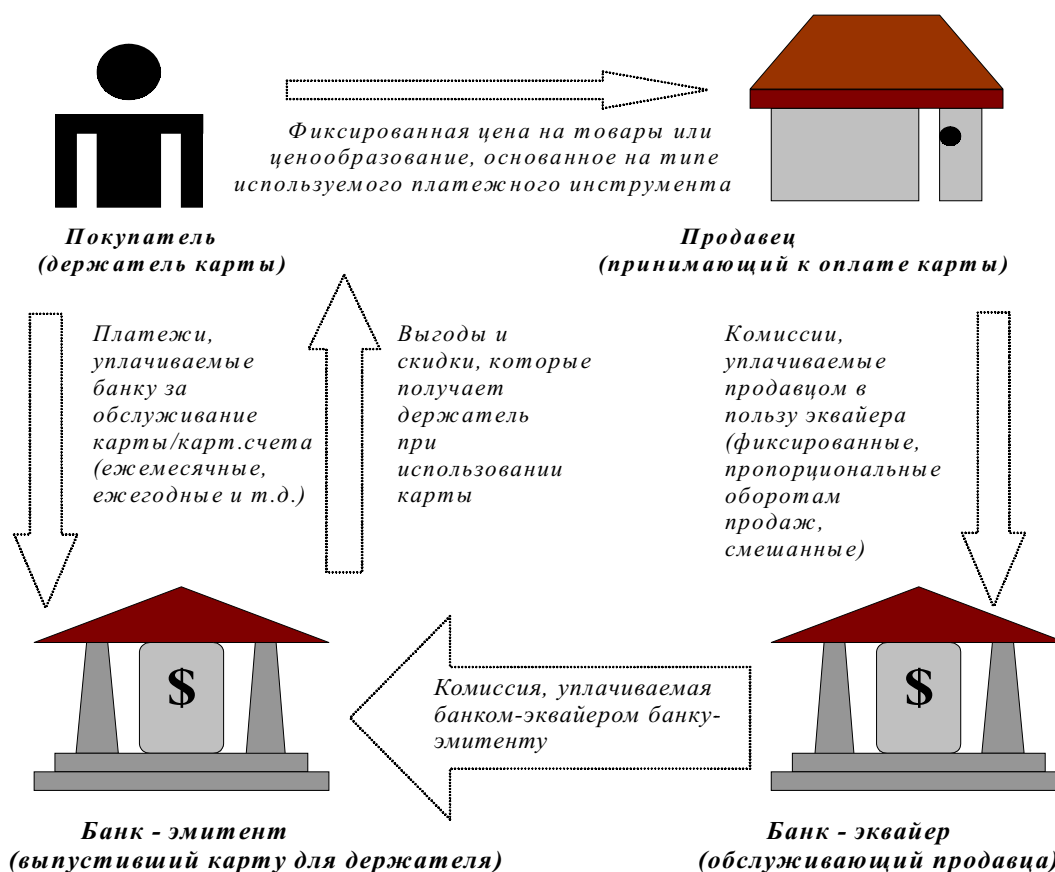 Фиксированная цена на товары или
ценообразование, основанное на типе
используемого платежного инструмента
Покупатель
(держатель карты)
Продавец
(принимающий к оплате карты)
Платежи,
уплачиваемые
банку за
обслуживание
карты/карт.счета
(ежемесячные,
ежегодные и т.д.)
Выгоды и
скидки, которые
получает
держатель
при
использовании
карты
Комиссии,
уплачиваемые
продавцом в
пользу эквайера
(фиксированные,
пропорциональные
оборотам
продаж,
смешанные)
$
Комиссия, уплачиваемая
банком-эквайером банку-
эмитенту
$
Банк - эмитент
(выпустивший карту для держателя)
Банк - эквайер
(обслуживающий продавца)